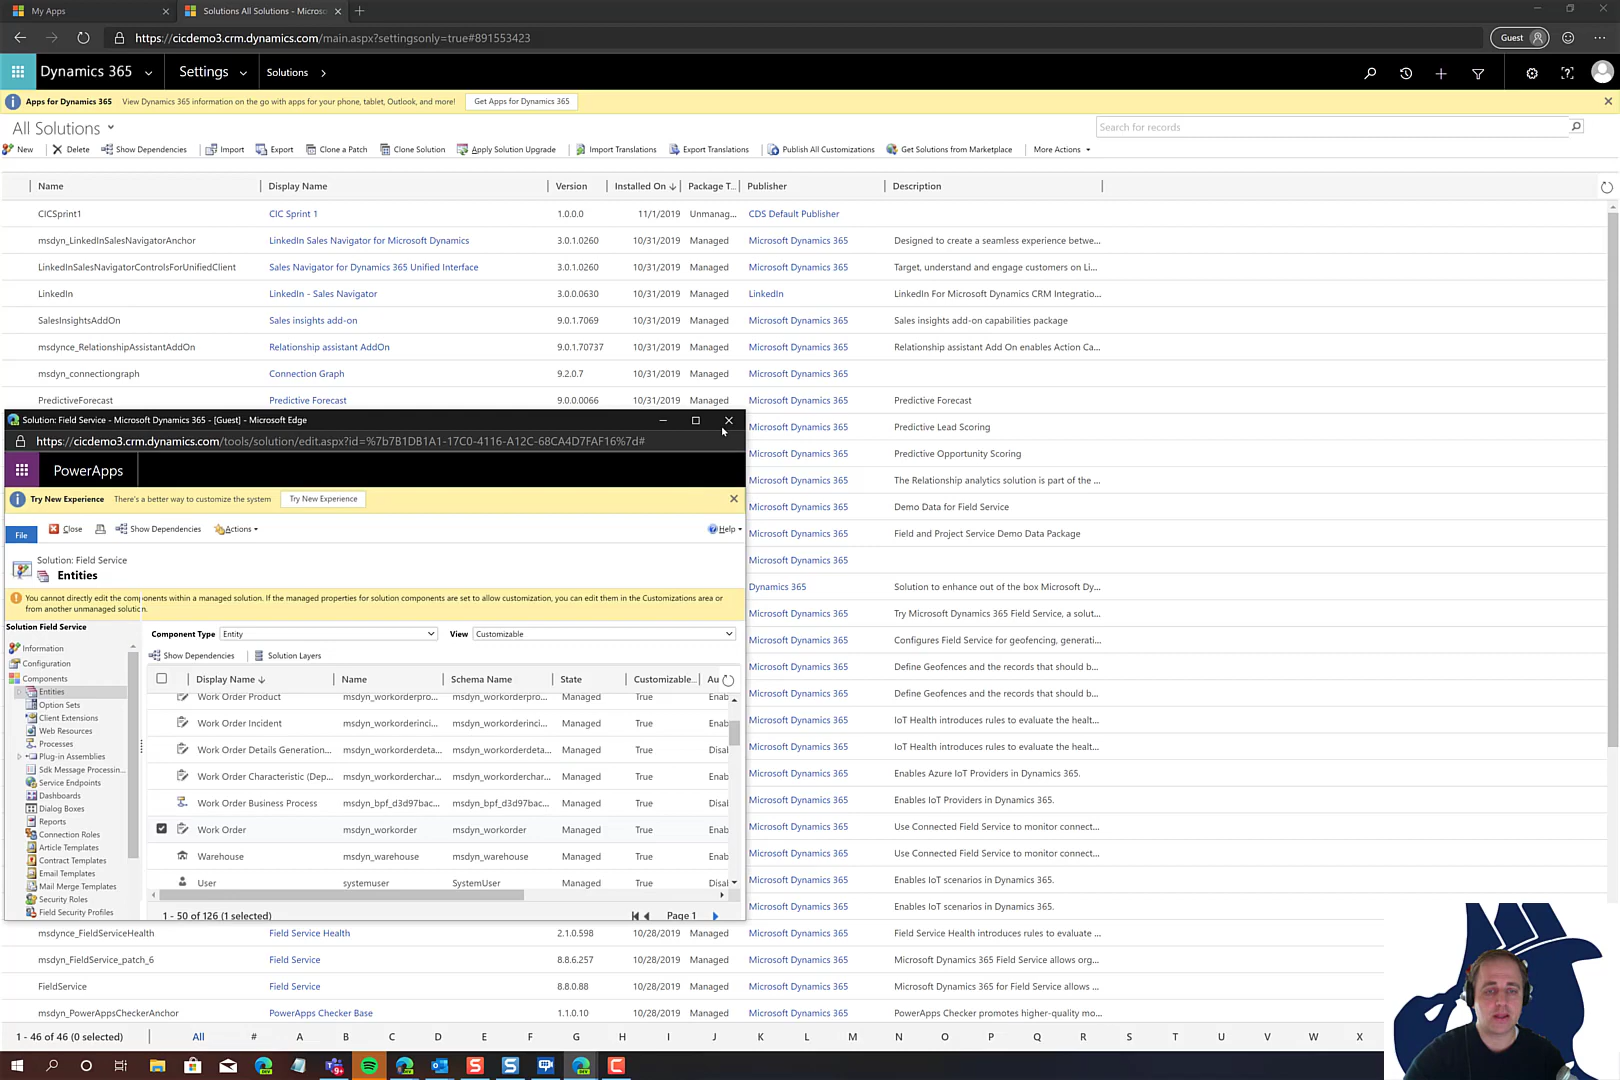 My Apps
Solutions All Solutions - Microso
https://cicdemo3.crm.dynamics.com/main.aspx?settingsonly=true#891553423
Guest
Dynamics 365
Settings
Solutions
Apps for Dynamics 365 View Dynamics 365 information on the go with apps for your phone, tablet, Outlook, and more! Get Apps for Dynamics 365
All Solutions
Search for records
New Delete Show Dependencies Import Export Clone a Patch Clone Solution Apply Solution Upgrade Import Translations Export Translations Publish All Customizations Get Solutions from Marketplace More Actions
Name Display Name Version Installed On Package T... Publisher Description
CICSprint1 CIC Sprint 1 1.0.0.0 11/1/2019 Unmanag... CDS Default Publisher
msdyn_LinkedInSalesNavigatorAnchor LinkedIn Sales Navigator for Microsoft Dynamics 3.0.1.0260 10/31/2019 Managed Microsoft Dynamics 365 Designed to create a seamless experience betwe...
LinkedInSalesNavigatorControlsForUnifiedClient Sales Navigator for Dynamics 365 Unified Interface 3.0.1.0260 10/31/2019 Managed Microsoft Dynamics 365 Target, understand and engage customers on Li...
LinkedIn LinkedIn - Sales Navigator 3.0.0.0630 10/31/2019 Managed LinkedIn LinkedIn For Microsoft Dynamics CRM Integratio...
SalesInsightsAddOn Sales insights add-on 9.0.1.7069 10/31/2019 Managed Microsoft Dynamics 365 Sales insights add-on capabilities package
msdynce_RelationshipAssistantAddOn Relationship assistant AddOn 9.0.1.70737 10/31/2019 Managed Microsoft Dynamics 365 Relationship assistant Add On enables Action Ca...
msdyn_connectiongraph Connection Graph 9.2.0.7 10/31/2019 Managed Microsoft Dynamics 365
PredictiveForecast Predictive Forecast 9.0.0.0066 10/31/2019 Managed Microsoft Dynamics 365 Predictive Forecast
Microsoft Dynamics 365 Predictive Lead Scoring
Microsoft Dynamics 365 Predictive Opportunity Scoring
Microsoft Dynamics 365 The Relationship analytics solution is part of the ...
Microsoft Dynamics 365 Demo Data for Field Service
Microsoft Dynamics 365 Field and Project Service Demo Data Package
Microsoft Dynamics 365
Dynamics 365 Solution to enhance out of the box Microsoft Dy...
Microsoft Dynamics 365 Try Microsoft Dynamics 365 Field Service, a solut...
Microsoft Dynamics 365 Configures Field Service for geofencing, generati...
Microsoft Dynamics 365 Define Geofences and the records that should b...
Microsoft Dynamics 365 Define Geofences and the records that should b...
Microsoft Dynamics 365 IoT Health introduces rules to evaluate the healt...
Microsoft Dynamics 365 IoT Health introduces rules to evaluate the healt...
Microsoft Dynamics 365 Enables Azure IoT Providers in Dynamics 365.
Microsoft Dynamics 365 Enables IoT Providers in Dynamics 365.
Microsoft Dynamics 365 Use Connected Field Service to monitor connect...
Microsoft Dynamics 365 Use Connected Field Service to monitor connect...
Microsoft Dynamics 365 Enables IoT scenarios in Dynamics 365.
Microsoft Dynamics 365 Enables IoT scenarios in Dynamics 365.
Solution: Field Service - Microsoft Dynamics 365 - [Guest] - Microsoft Edge
https://cicdemo3.crm.dynamics.com/tools/solution/edit.aspx?id=%7b7B1DB1A1-17C0-4116-A12C-68CA4D7FAF16%7d#
PowerApps
Try New Experience There's a better way to customize the system Try New Experience
File Close Show Dependencies Actions Help
Solution: Field Service
Entities
You cannot directly edit the components within a managed solution. If the managed properties for solution components are set to allow customization, you can edit them in the Customizations area or
from another unmanaged solution.
Solution Field Service
Information
Configuration
Components
Entities
Option Sets
Client Extensions
Web Resources
Processes
Plug-in Assemblies
Sdk Message Processin...
Service Endpoints
Dashboards
Dialog Boxes
Reports
Connection Roles
Article Templates
Contract Templates
Email Templates
Mail Merge Templates
Security Roles
Field Security Profiles
Component Type Entity View Customizable
Show Dependencies Solution Layers
Display Name Name Schema Name State Customizable... Au
Work Order Product msdyn_workorderpro... msdyn_workorderpro... Managed True Enab
Work Order Incident msdyn_workorderinci... msdyn_workorderinci... Managed True Enab
Work Order Details Generation... msdyn_workorderdeta... msdyn_workorderdeta... Managed True Disal
Work Order Characteristic (Dep... msdyn_workorderchar... msdyn_workorderchar... Managed True Enab
Work Order Business Process msdyn_bpf_d3d97bac... msdyn_bpf_d3d97bac... Managed True Disal
Work Order msdyn_workorder msdyn_workorder Managed True Enab
Warehouse msdyn_warehouse msdyn_warehouse Managed True Enab
User systemuser SystemUser Managed True Disal
1 - 50 of 126 (1 selected) Page 1
msdynce_FieldServiceHealth Field Service Health 2.1.0.598 10/28/2019 Managed Microsoft Dynamics 365 Field Service Health introduces rules to evaluate ...
msdyn_FieldService_patch_6 Field Service 8.8.6.257 10/28/2019 Managed Microsoft Dynamics 365 Microsoft Dynamics 365 Field Service allows org...
FieldService Field Service 8.8.0.88 10/28/2019 Managed Microsoft Dynamics 365 Microsoft Dynamics 365 for Field Service allows ...
msdyn_PowerAppsCheckerAnchor PowerApps Checker Base 1.1.0.10 10/28/2019 Managed Microsoft Dynamics 365 PowerApps Checker promotes higher-quality mo...
1 - 46 of 46 (0 selected) All # A B C D E F G H I J K L M N O P Q R S T U V W X